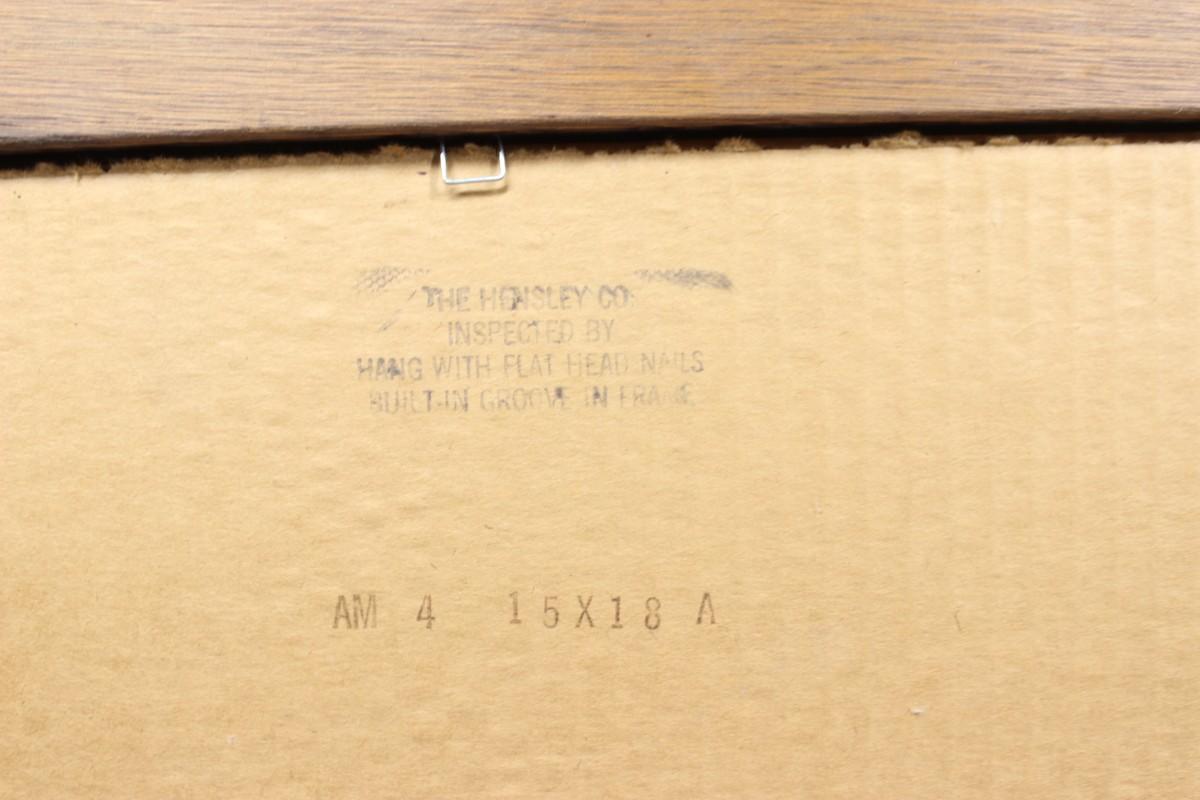 THE HENSLEY CO.
INSPECTED BY
HANG WITH FLAT HEAD NAILS
BUILT-IN GROOVE IN FRAME
AM 4 15X18 A